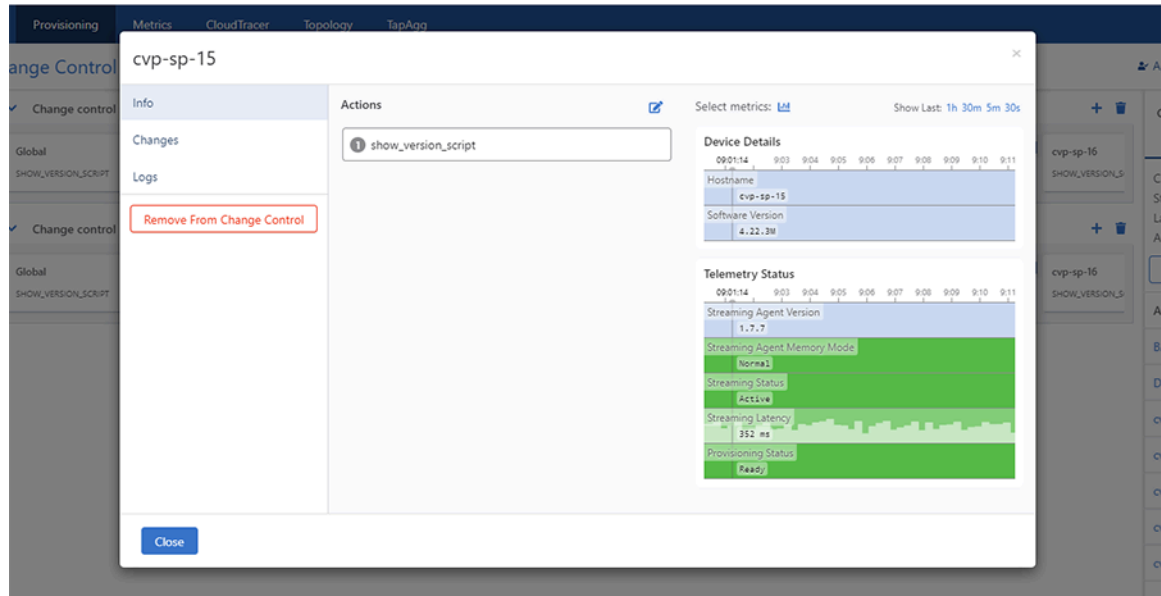 Provisioning Metrics CloudTracer Topology TapAgg
ange Control
A
Change control
Global
SHOW_VERSION_SCRIPT
Change control
Global
SHOW_VERSION_SCRIPT
cvp-sp-15
×
Info
Changes
Logs
Remove From Change Control
Actions
1 show_version_script
Select metrics: Show Last: 1h 30m 5m 30s
Device Details
09:01:14 9:03 9:04 9:05 9:06 9:07 9:08 9:09 9:10 9:11
Hostname
cvp-sp-15
Software Version
4.22.3M
Telemetry Status
09:01:14 9:03 9:04 9:05 9:06 9:07 9:08 9:09 9:10 9:11
Streaming Agent Version
1.7.7
Streaming Agent Memory Mode
Normal
Streaming Status
Active
Streaming Latency
352 ms
Provisioning Status
Ready
Close
cvp-sp-16
SHOW_VERSION_S
cvp-sp-16
SHOW_VERSION_S